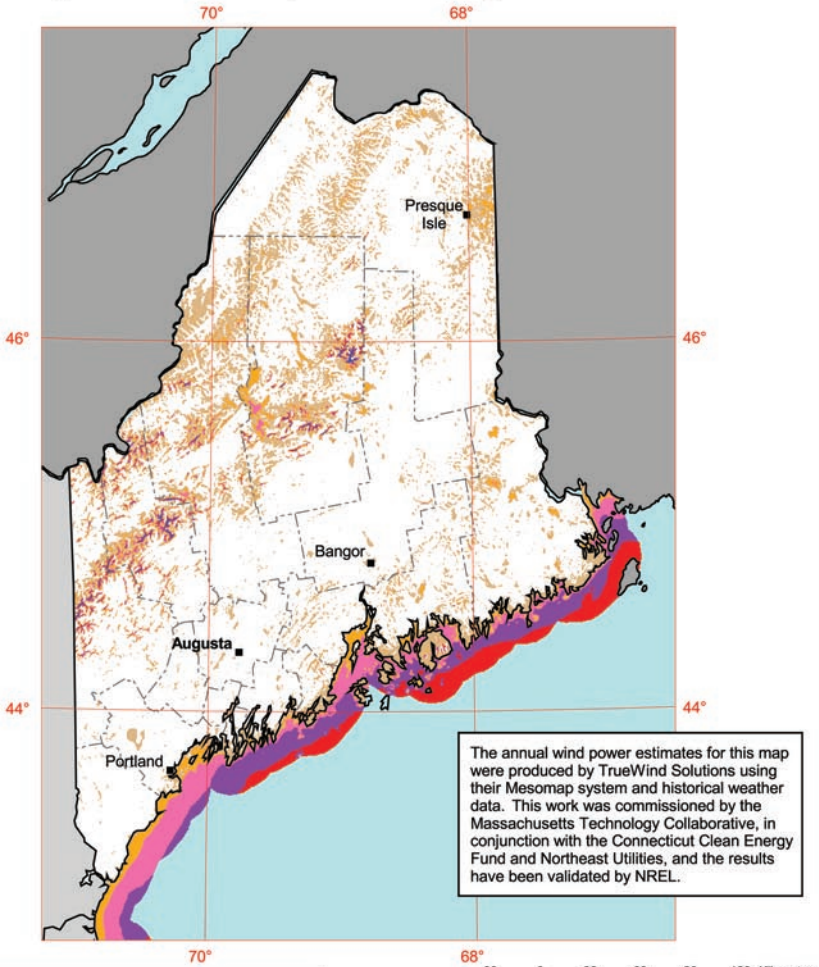 70°
68°
Presque
Isle
46°
46°
Bangor
Augusta
44°
44°
Portland
The annual wind power estimates for this map
were produced by TrueWind Solutions using
their Mesomap system and historical weather
data. This work was commissioned by the
Massachusetts Technology Collaborative, in
conjunction with the Connecticut Clean Energy
Fund and Northeast Utilities, and the results
have been validated by NREL.
70°
68°